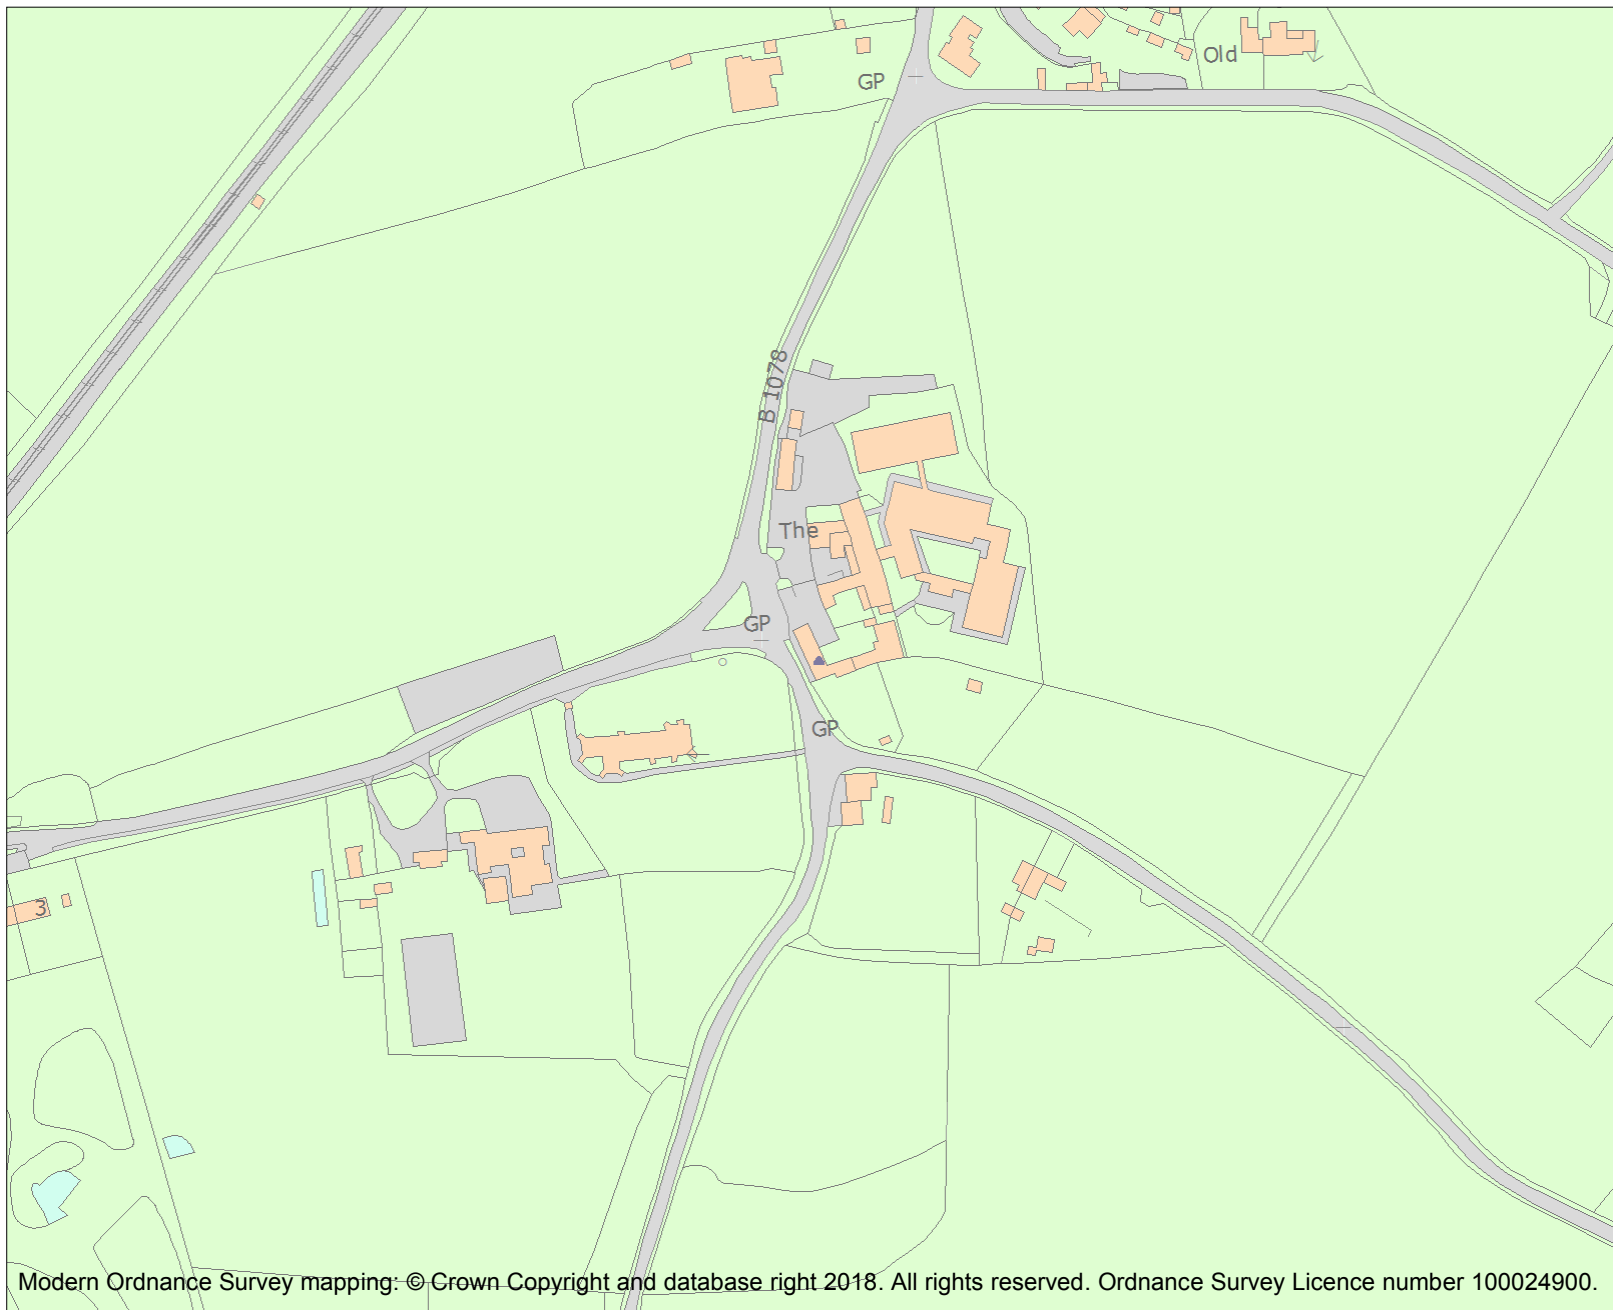 Old
GP
B 1078
The
GP
GP
3
Modern Ordnance Survey mapping: © Crown Copyright and database right 2018. All rights reserved. Ordnance Survey Licence number 100024900.